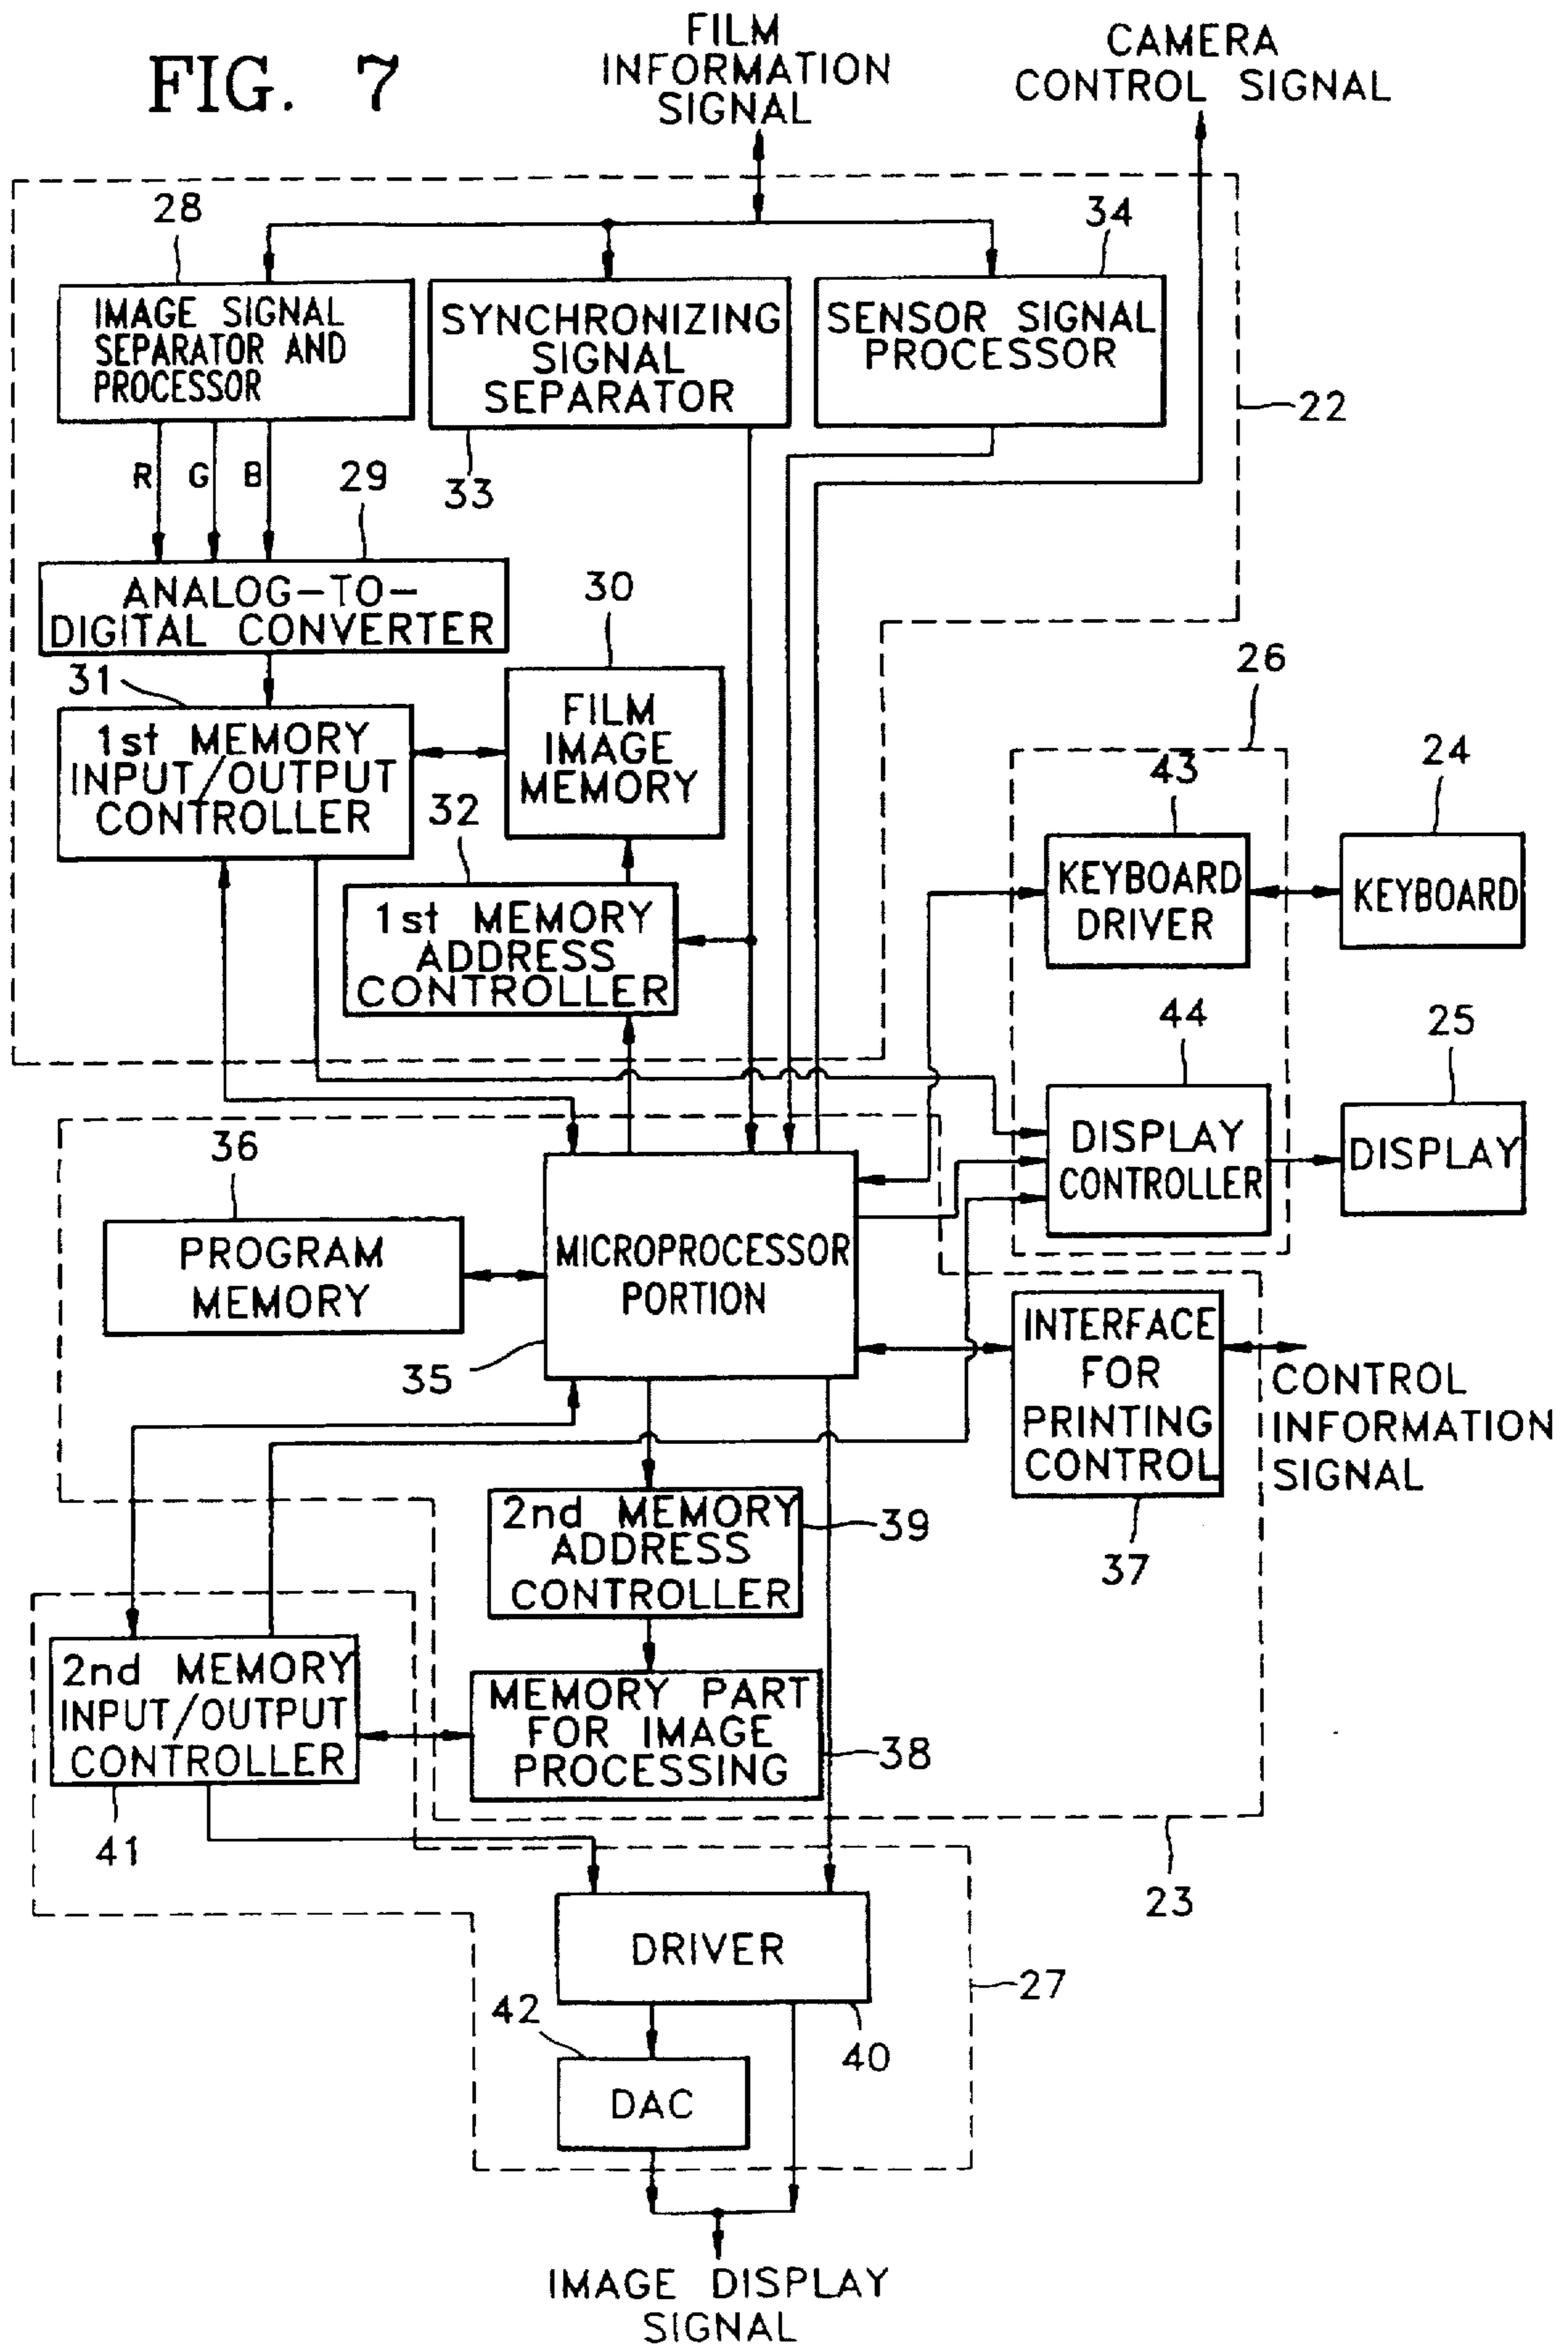 FIG. 7
FILM
INFORMATION
SIGNAL
CAMERA
CONTROL SIGNAL
28
34
IMAGE SIGNAL
SEPARATOR AND
PROCESSOR
SYNCHRONIZING
SIGNAL
SEPARATOR
SENSOR SIGNAL
PROCESSOR
22
R G B
29
33
ANALOG-TO-
DIGITAL CONVERTER
30
31
26
1st MEMORY
INPUT/OUTPUT
CONTROLLER
FILM
IMAGE
MEMORY
43
24
32
KEYBOARD
DRIVER
KEYBOARD
1st MEMORY
ADDRESS
CONTROLLER
44
25
36
DISPLAY
CONTROLLER
DISPLAY
PROGRAM
MEMORY
MICROPROCESSOR
PORTION
35
INTERFACE
FOR
PRINTING
CONTROL
CONTROL
INFORMATION
SIGNAL
2nd MEMORY
ADDRESS
CONTROLLER
39
37
2nd MEMORY
INPUT/OUTPUT
CONTROLLER
MEMORY PART
FOR IMAGE
PROCESSING
38
41
23
DRIVER
27
42
40
DAC
IMAGE DISPLAY
SIGNAL